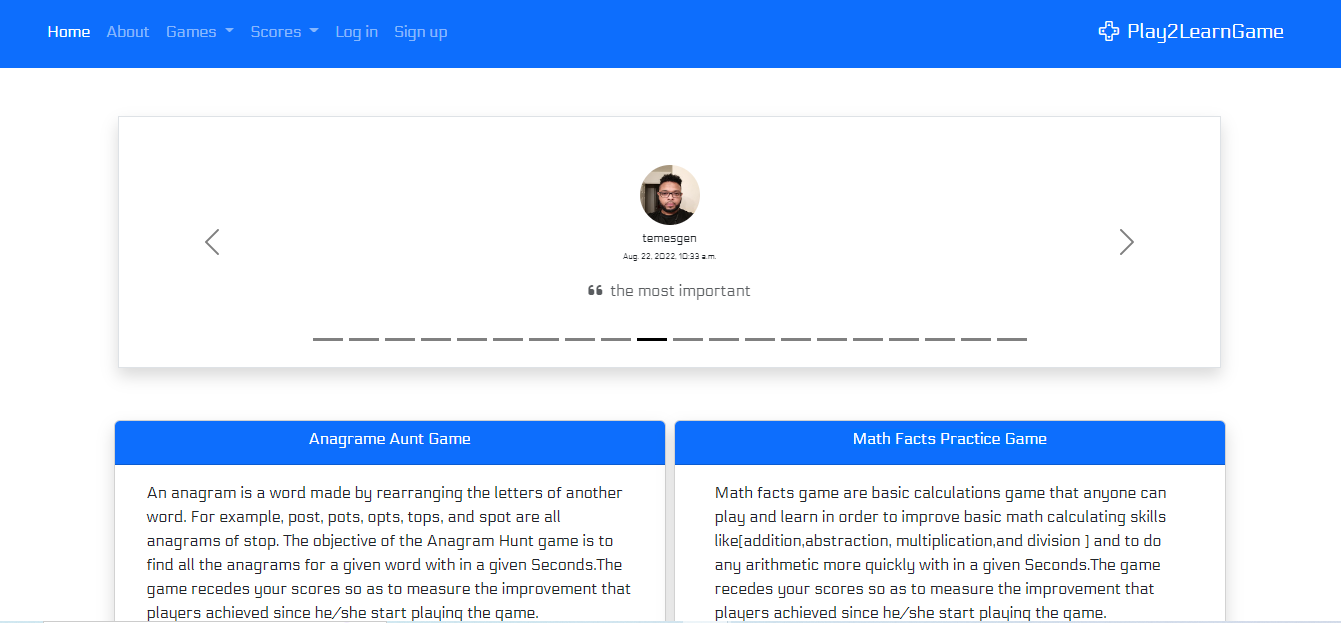 Home About Games Scores Log in Sign up Play2LearnGame
temesgen
Aug. 22, 2022, 10:33 a.m.
❝ the most important
Anagrame Aunt Game
An anagram is a word made by rearranging the letters of another
word. For example, post, pots, opts, tops, and spot are all
anagrams of stop. The objective of the Anagram Hunt game is to
find all the anagrams for a given word with in a given Seconds.The
game recedes your scores so as to measure the improvement that
players achieved since he/she start playing the game.
Math Facts Practice Game
Math facts game are basic calculations game that anyone can
play and learn in order to improve basic math calculating skills
like[addition,abstraction, multiplication,and division ] and to do
any arithmetic more quickly with in a given Seconds.The game
recedes your scores so as to measure the improvement that
players achieved since he/she start playing the game.